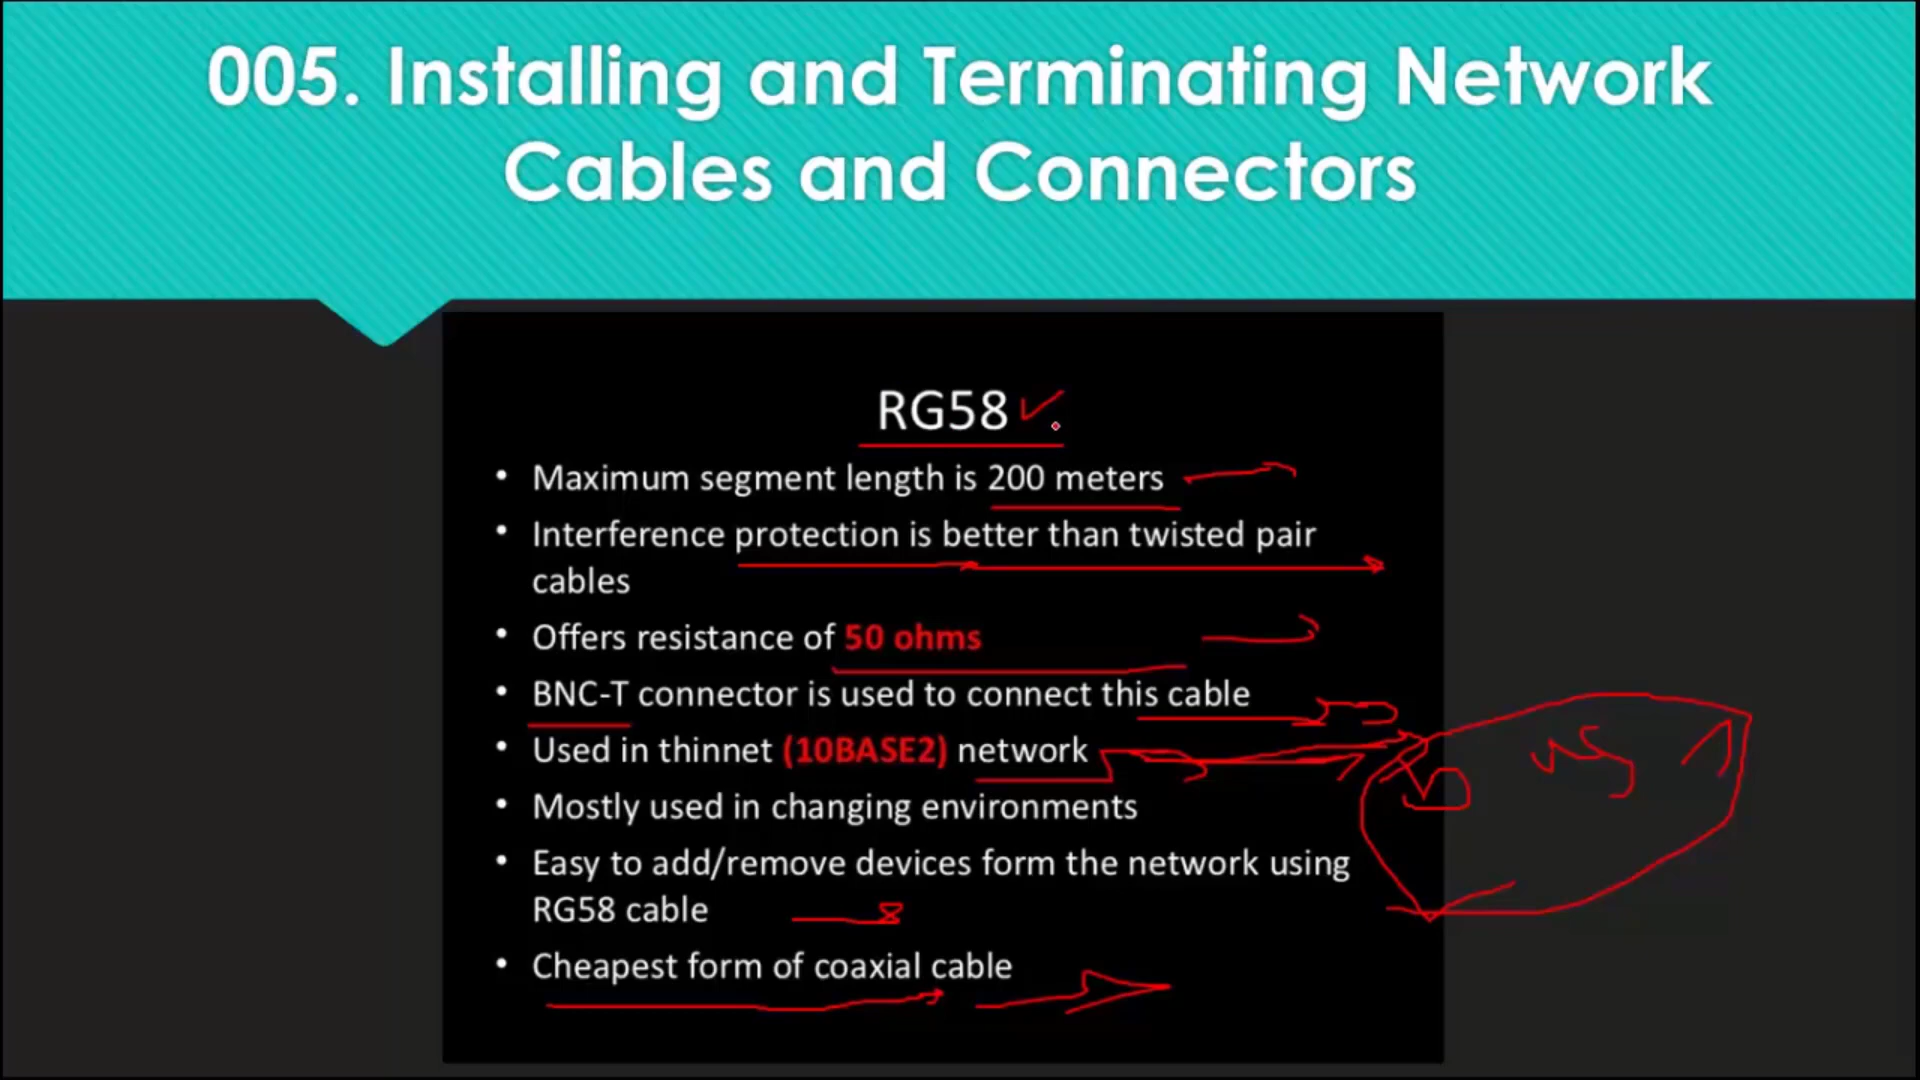 005. Installing and Terminating Network
Cables and Connectors
RG58
• Maximum segment length is 200 meters
• Interference protection is better than twisted pair
cables
• Offers resistance of 50 ohms
• BNC-T connector is used to connect this cable
• Used in thinnet (10BASE2) network
• Mostly used in changing environments
• Easy to add/remove devices form the network using
RG58 cable
• Cheapest form of coaxial cable